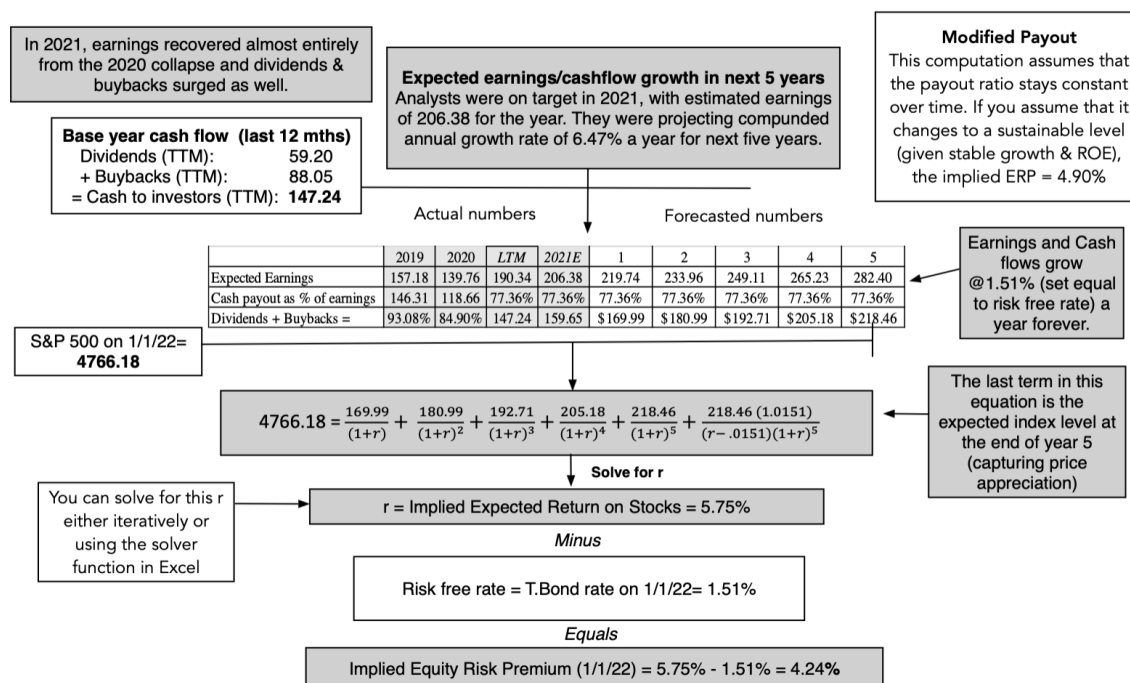 In 2021, earnings recovered almost entirely
from the 2020 collapse and dividends &
buybacks surged as well.
Expected earnings/cashflow growth in next 5 years
Analysts were on target in 2021, with estimated earnings
of 206.38 for the year. They were projecting compunded
annual growth rate of 6.47% a year for next five years.
Modified Payout
This computation assumes that
the payout ratio stays constant
over time. If you assume that it
changes to a sustainable level
(given stable growth & ROE),
the implied ERP = 4.90%
Base year cash flow (last 12 mths)
Dividends (TTM): 59.20
+ Buybacks (TTM): 88.05
= Cash to investors (TTM): 147.24
Actual numbers
Forecasted numbers
2019 2020 LTM 2021E 1 2 3 4 5
Expected Earnings 157.18 139.76 190.34 206.38 219.74 233.96 249.11 265.23 282.40
Cash payout as % of earnings 146.31 118.66 77.36% 77.36% 77.36% 77.36% 77.36% 77.36% 77.36%
Dividends + Buybacks = 93.08% 84.90% 147.24 159.65 $169.99 $180.99 $192.71 $205.18 $218.46
Earnings and Cash
flows grow
@1.51% (set equal
to risk free rate) a
year forever.
S&P 500 on 1/1/22=
4766.18
4766.18 = 169.99/(1+r) + 180.99/(1+r)² + 192.71/(1+r)³ + 205.18/(1+r)⁴ + 218.46/(1+r)⁵ + 218.46 (1.0151)/(r−.0151)(1+r)⁵
The last term in this
equation is the
expected index level at
the end of year 5
(capturing price
appreciation)
Solve for r
You can solve for this r
either iteratively or
using the solver
function in Excel
r = Implied Expected Return on Stocks = 5.75%
Minus
Risk free rate = T.Bond rate on 1/1/22= 1.51%
Equals
Implied Equity Risk Premium (1/1/22) = 5.75% - 1.51% = 4.24%